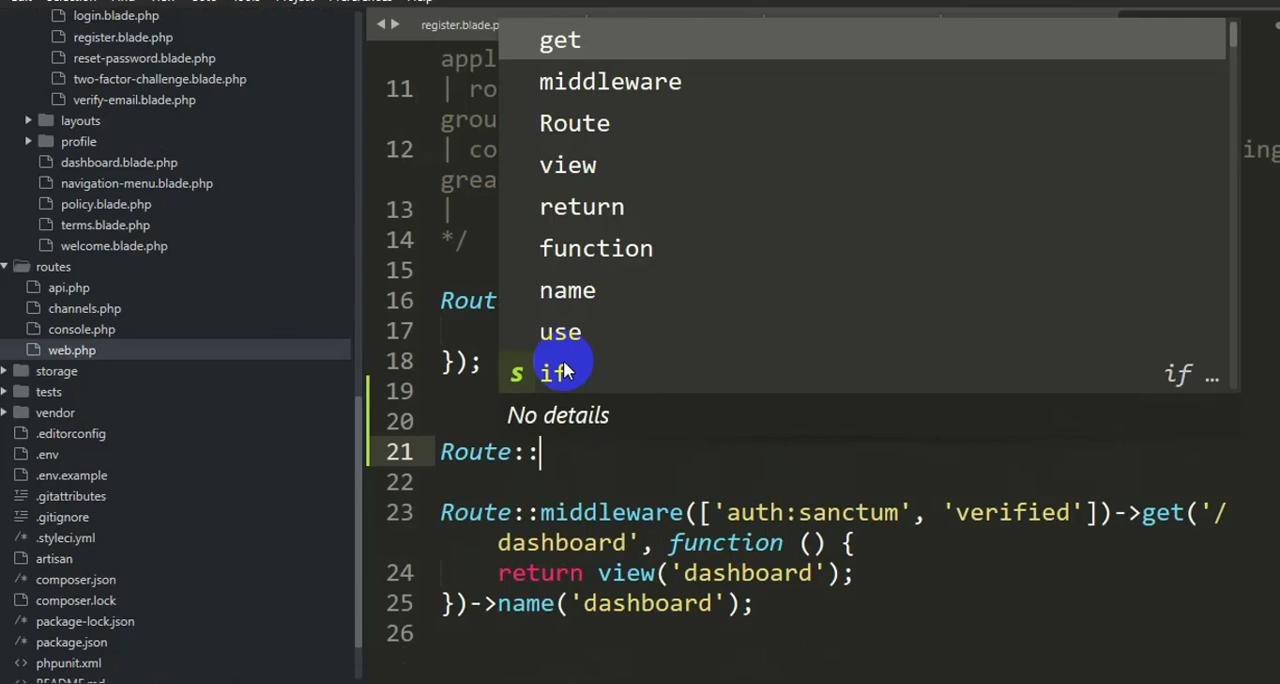 login.blade.php
register.blade.php
reset-password.blade.php
two-factor-challenge.blade.php
verify-email.blade.php
layouts
profile
dashboard.blade.php
navigation-menu.blade.php
policy.blade.php
terms.blade.php
welcome.blade.php
routes
api.php
channels.php
console.php
web.php
storage
tests
vendor
.editorconfig
.env
.env.example
.gitattributes
.gitignore
.styleci.yml
artisan
composer.json
composer.lock
package-lock.json
package.json
phpunit.xml
register.blade.p
appl
11 | ro
grou
12 | co ing
grea
13 |
14 */
15
16 Rout
17
18 });
19
20
21 Route::
22
23 Route::middleware(['auth:sanctum', 'verified'])->get('/
dashboard', function () {
24 return view('dashboard');
25 })->name('dashboard');
26
get
middleware
Route
view
return
function
name
use
s if if …
No details